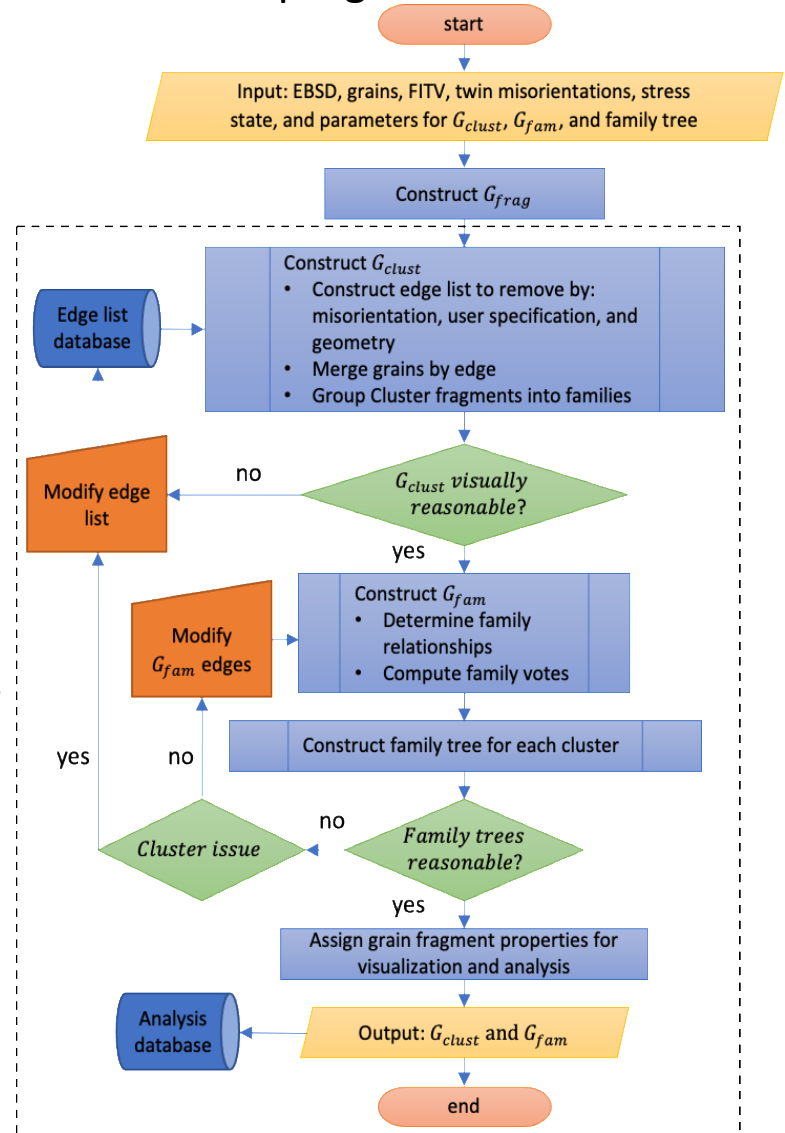 start
Input: EBSD, grains, FITV, twin misorientations, stress
state, and parameters for G_clust, G_fam, and family tree
Construct G_frag
Construct G_clust
• Construct edge list to remove by:
misorientation, user specification, and
geometry
• Merge grains by edge
• Group Cluster fragments into families
Edge list
database
G_clust visually
reasonable?
no
Modify edge
list
yes
Construct G_fam
• Determine family
relationships
• Compute family votes
Modify
G_fam edges
Construct family tree for each cluster
yes
no
Cluster issue
no
Family trees
reasonable?
yes
Assign grain fragment properties for
visualization and analysis
Analysis
database
Output: G_clust and G_fam
end